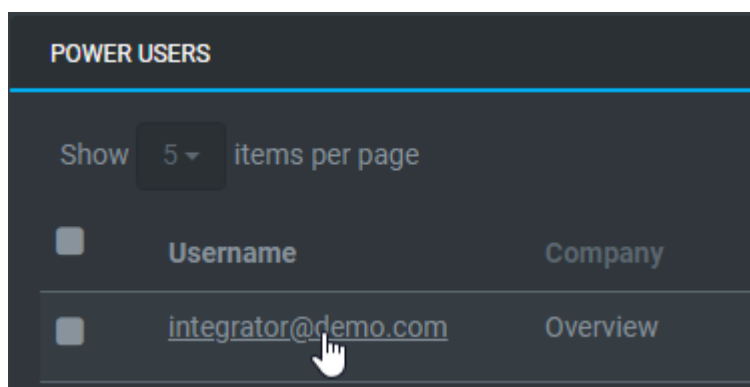 POWER USERS
Show 5 items per page
Username Company
integrator@demo.com Overview